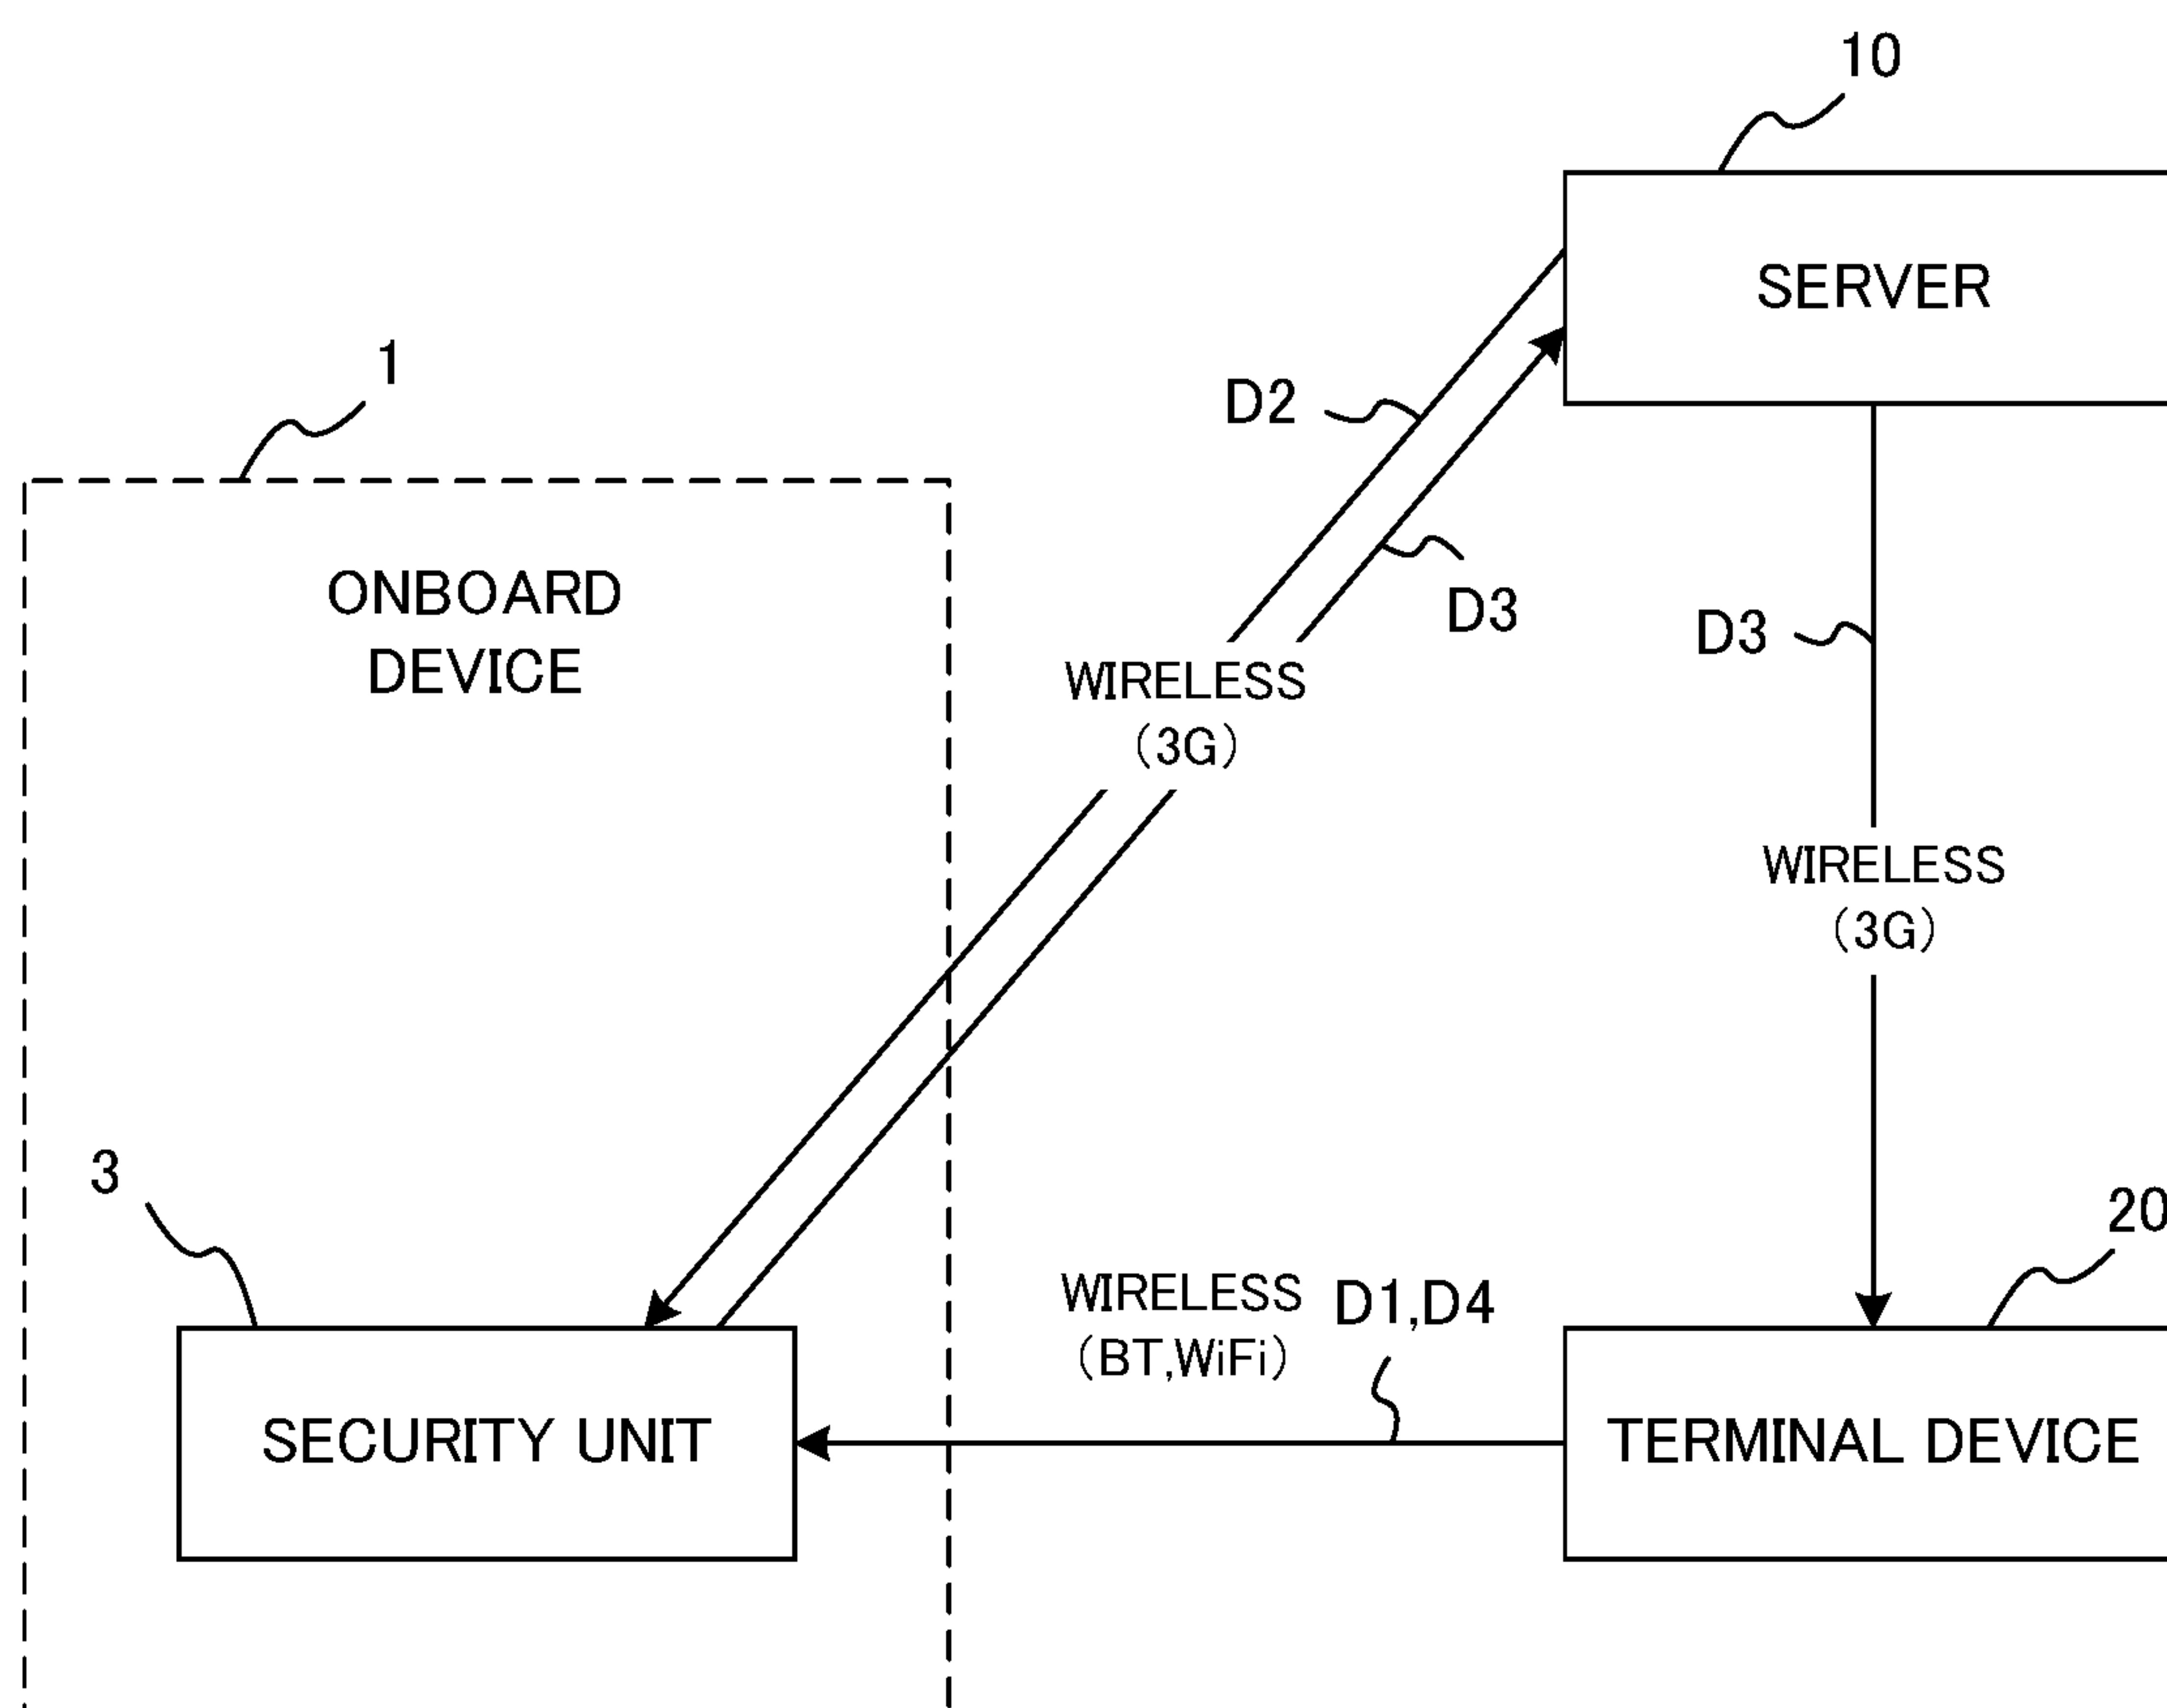 10
SERVER
1
D2
D3
D3
ONBOARD
DEVICE
WIRELESS
(3G)
WIRELESS
(3G)
3
20
WIRELESS
(BT,WiFi)
D1,D4
SECURITY UNIT
TERMINAL DEVICE